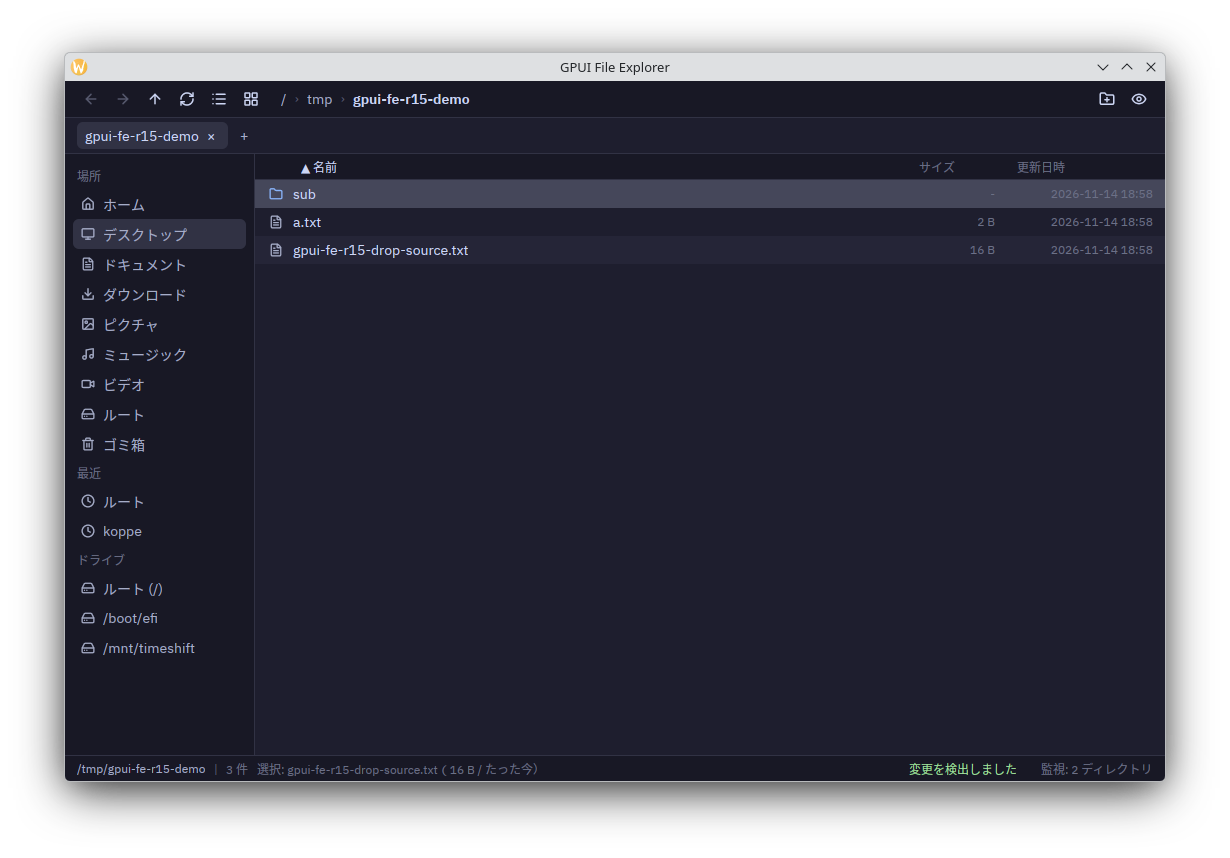 GPUI File Explorer
/ › tmp › gpui-fe-r15-demo
gpui-fe-r15-demo × +
場所
ホーム
デスクトップ
ドキュメント
ダウンロード
ピクチャ
ミュージック
ビデオ
ルート
ゴミ箱
最近
ルート
koppe
ドライブ
ルート (/)
/boot/efi
/mnt/timeshift
▲名前 サイズ 更新日時
sub - 2026-11-14 18:58
a.txt 2 B 2026-11-14 18:58
gpui-fe-r15-drop-source.txt 16 B 2026-11-14 18:58
/tmp/gpui-fe-r15-demo | 3 件 選択: gpui-fe-r15-drop-source.txt ( 16 B / たった今) 変更を検出しました 監視: 2 ディレクトリ